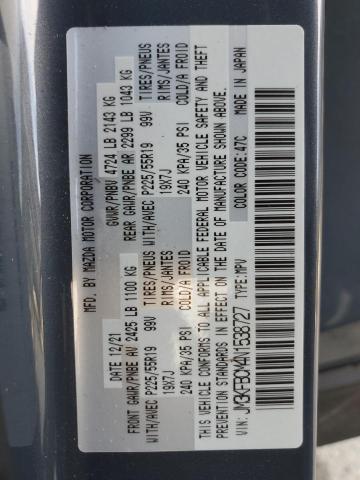 MFD. BY MAZDA MOTOR CORPORATION
DATE 12/21 GVWR/PNBV 4724 LB 2143 KG
FRONT GAWR/PNBE AV 2425 LB 1100 KG REAR GAWR/PNBE AR 2299 LB 1043 KG
TIRES/PNEUS TIRES/PNEUS
WITH/AVEC P225/55R19 99V WITH/AVEC P225/55R19 99V
RIMS/JANTES RIMS/JANTES
19X7J 19X7J
COLD/A FROID COLD/A FROID
240 KPA/35 PSI 240 KPA/35 PSI
THIS VEHICLE CONFORMS TO ALL APPLICABLE FEDERAL MOTOR VEHICLE SAFETY AND THEFT
PREVENTION STANDARDS IN EFFECT ON THE DATE OF MANUFACTURE SHOWN ABOVE.
VIN: TYPE:MPV COLOR CODE:47C MADE IN JAPAN